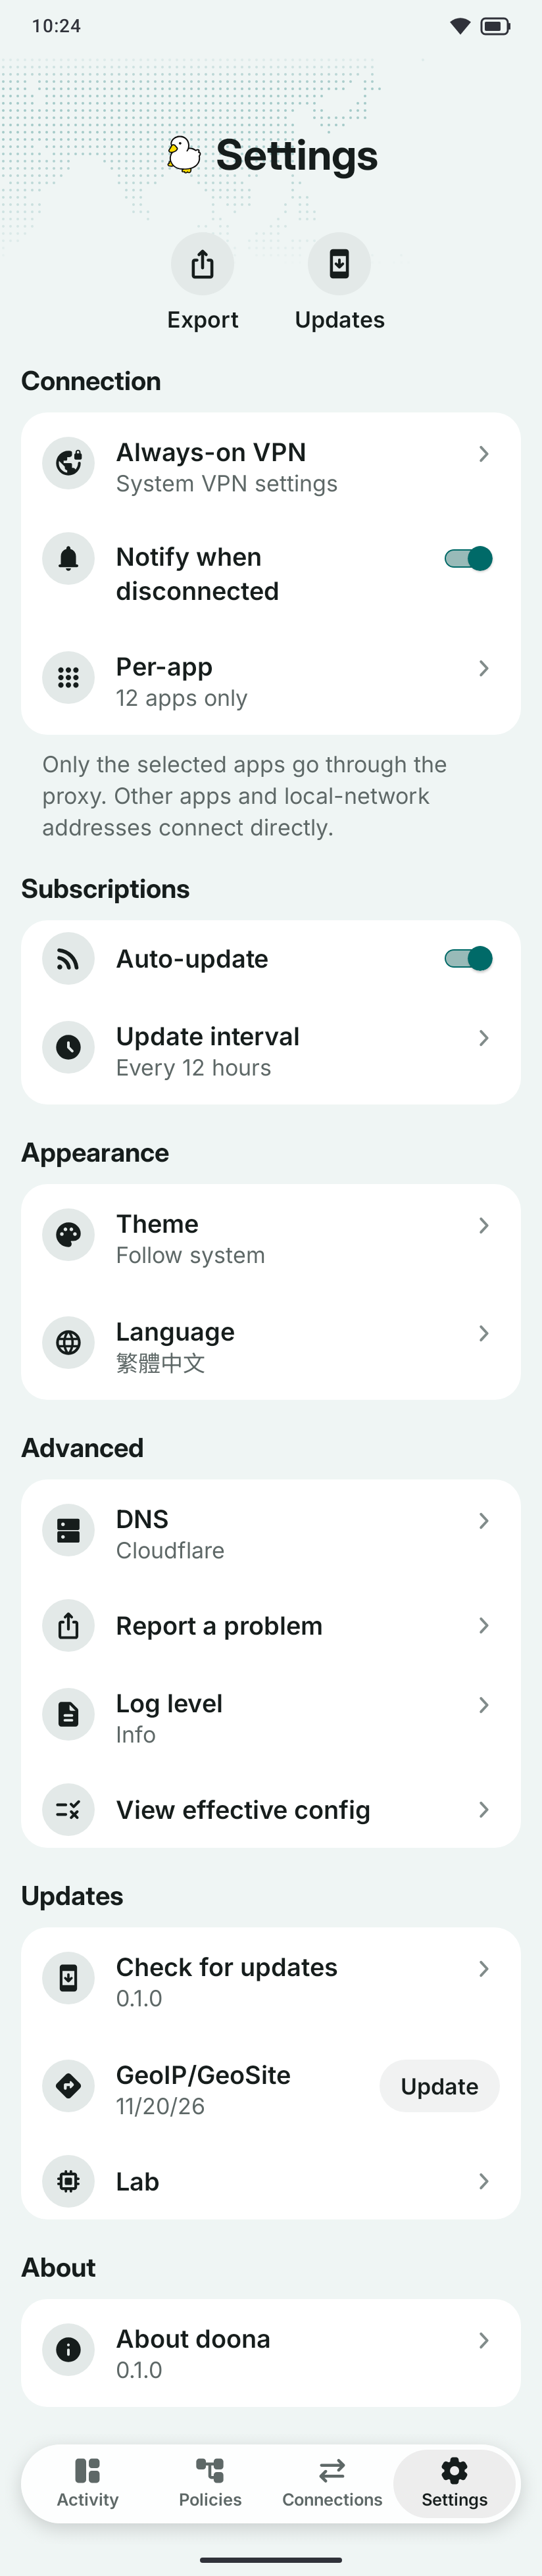 10:24
Settings
Export
Updates
Connection
Always-on VPN
System VPN settings
Notify when
disconnected
Per-app
12 apps only
Only the selected apps go through the
proxy. Other apps and local-network
addresses connect directly.
Subscriptions
Auto-update
Update interval
Every 12 hours
Appearance
Theme
Follow system
Language
繁體中文
Advanced
DNS
Cloudflare
Report a problem
Log level
Info
View effective config
Updates
Check for updates
0.1.0
GeoIP/GeoSite
11/20/26
Update
Lab
About
About doona
0.1.0
Activity
Policies
Connections
Settings